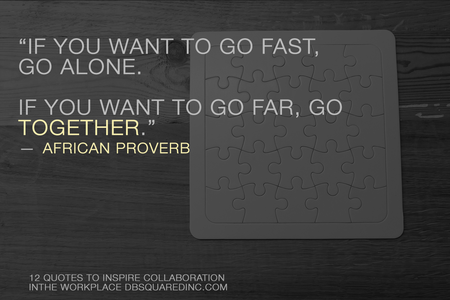 “IF YOU WANT TO GO FAST,
GO ALONE.
IF YOU WANT TO GO FAR, GO
TOGETHER.”
— AFRICAN PROVERB
12 QUOTES TO INSPIRE COLLABORATION
INTHE WORKPLACE DBSQUAREDINC.COM